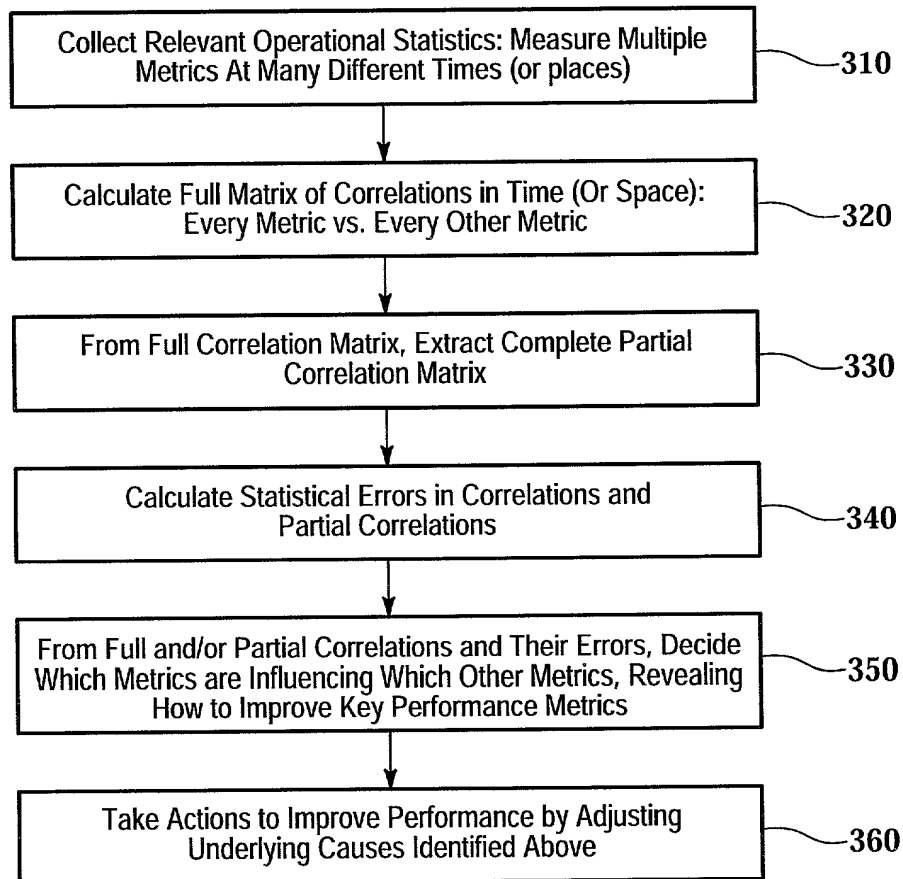 Collect Relevant Operational Statistics: Measure Multiple
Metrics At Many Different Times (or places)
310
Calculate Full Matrix of Correlations in Time (Or Space):
Every Metric vs. Every Other Metric
320
From Full Correlation Matrix, Extract Complete Partial
Correlation Matrix
330
Calculate Statistical Errors in Correlations and
Partial Correlations
340
From Full and/or Partial Correlations and Their Errors, Decide
Which Metrics are Influencing Which Other Metrics, Revealing
How to Improve Key Performance Metrics
350
Take Actions to Improve Performance by Adjusting
Underlying Causes Identified Above
360